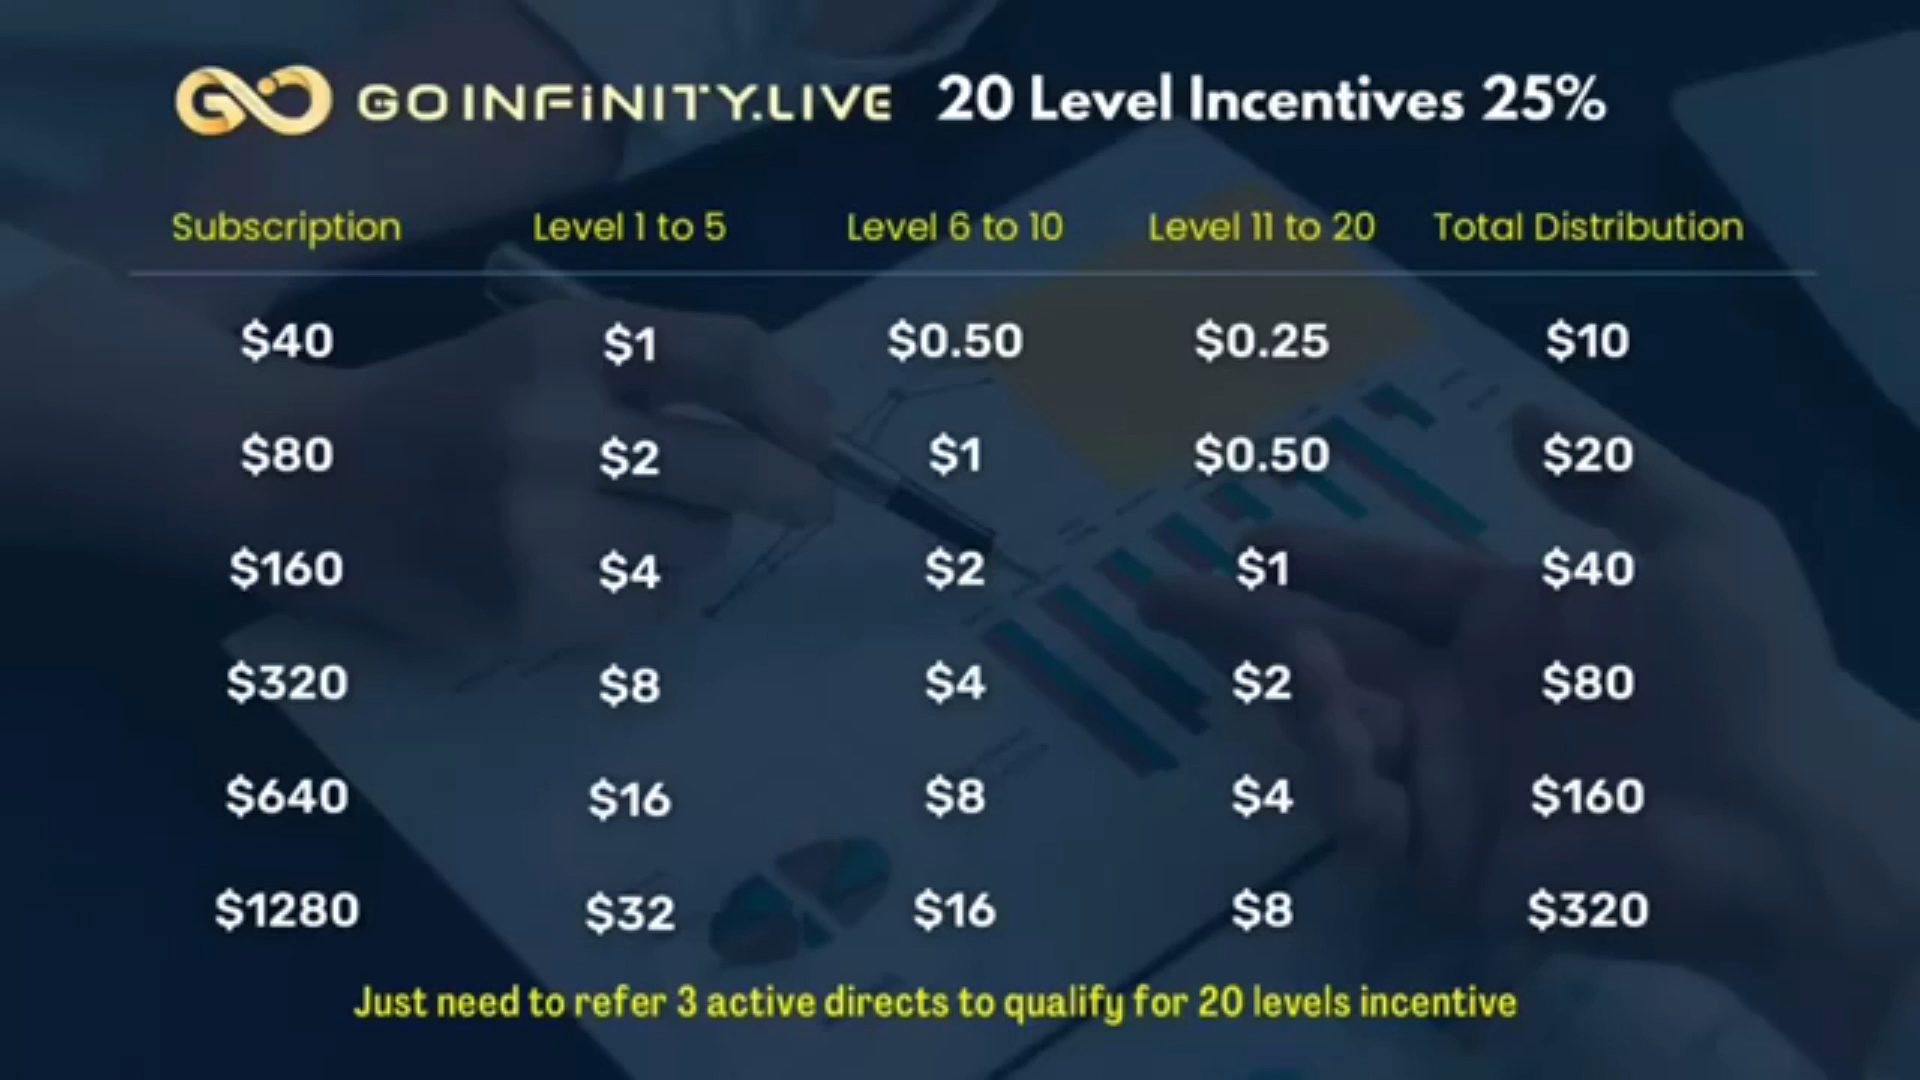 GOINFiNITY.LIVE 20 Level Incentives 25%
Subscription Level 1 to 5 Level 6 to 10 Level 11 to 20 Total Distribution
$40 $1 $0.50 $0.25 $10
$80 $2 $1 $0.50 $20
$160 $4 $2 $1 $40
$320 $8 $4 $2 $80
$640 $16 $8 $4 $160
$1280 $32 $16 $8 $320
Just need to refer 3 active directs to qualify for 20 levels incentive